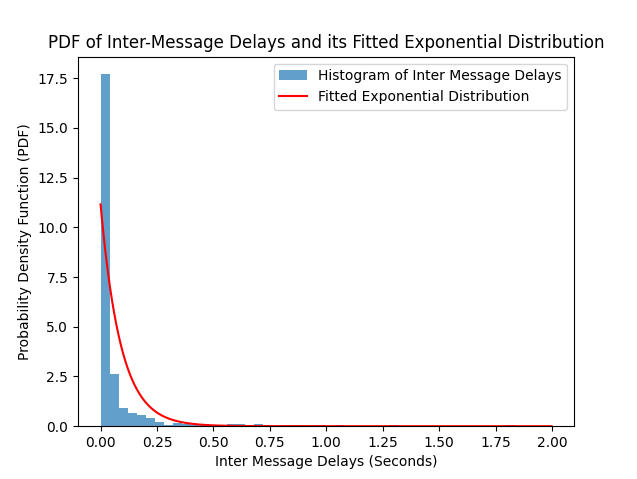 PDF of Inter-Message Delays and its Fitted Exponential Distribution
Histogram of Inter Message Delays
Fitted Exponential Distribution
Probability Density Function (PDF)
17.5
15.0
12.5
10.0
7.5
5.0
2.5
0.0
0.00 0.25 0.50 0.75 1.00 1.25 1.50 1.75 2.00
Inter Message Delays (Seconds)